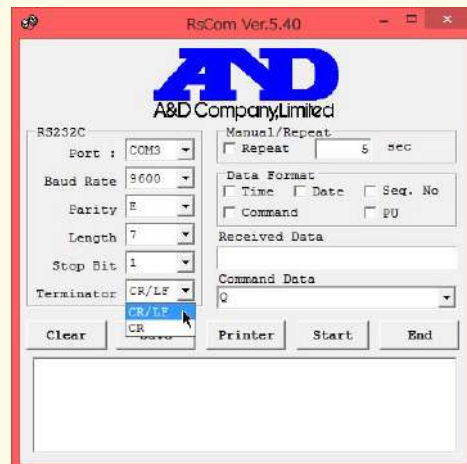 RsCom Ver.5.40
AND
A&D Company,Limited
RS232C
Port : COM3
Baud Rate 9600
Parity E
Length 7
Stop Bit 1
Terminator CR/LF
CR/LF
CR
Manual/Repeat
Repeat 5 sec
Data Format
Time Date Seq. No
Command PU
Received Data
Command Data
Q
Clear Printer Start End